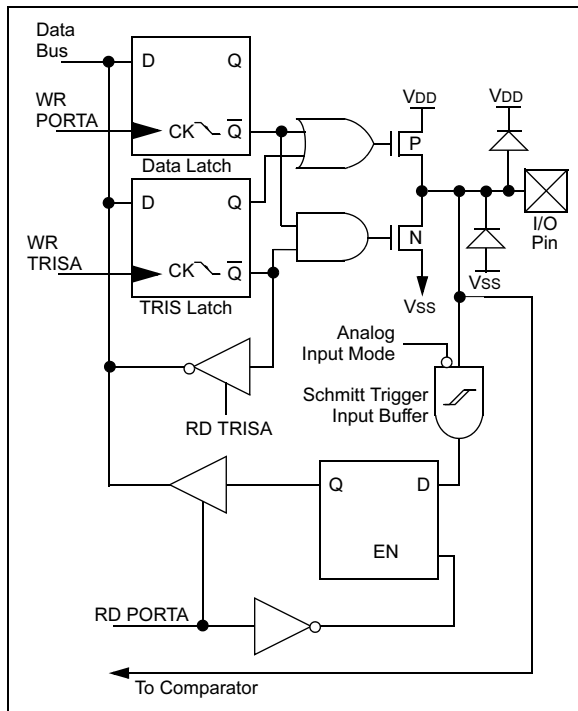 Data
Bus
D
Q
VDD
VDD
WR
PORTA
CK
Q
P
Data Latch
D
Q
I/O
Pin
WR
TRISA
N
CK
Q
VSS
VSS
TRIS Latch
Analog
Input Mode
Schmitt Trigger
Input Buffer
RD TRISA
Q
D
EN
RD PORTA
To Comparator